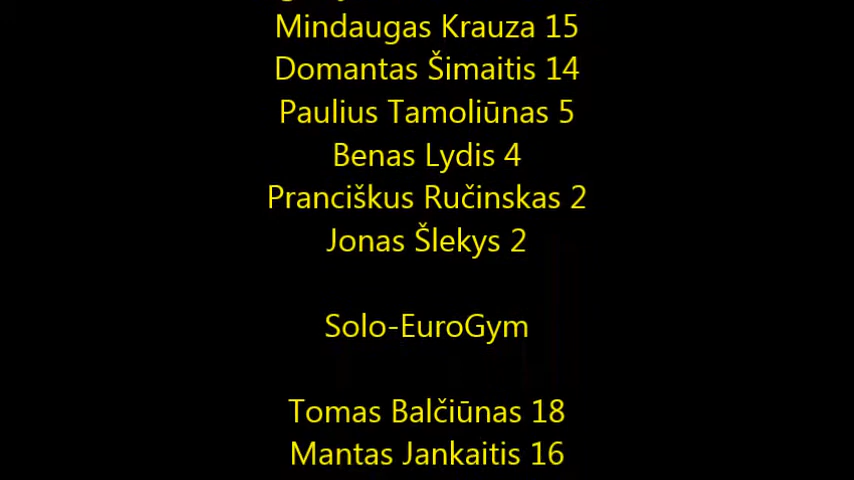 Mindaugas Krauza 15
Domantas Šimaitis 14
Paulius Tamoliūnas 5
Benas Lydis 4
Pranciškus Ručinskas 2
Jonas Šlekys 2
Solo-EuroGym
Tomas Balčiūnas 18
Mantas Jankaitis 16